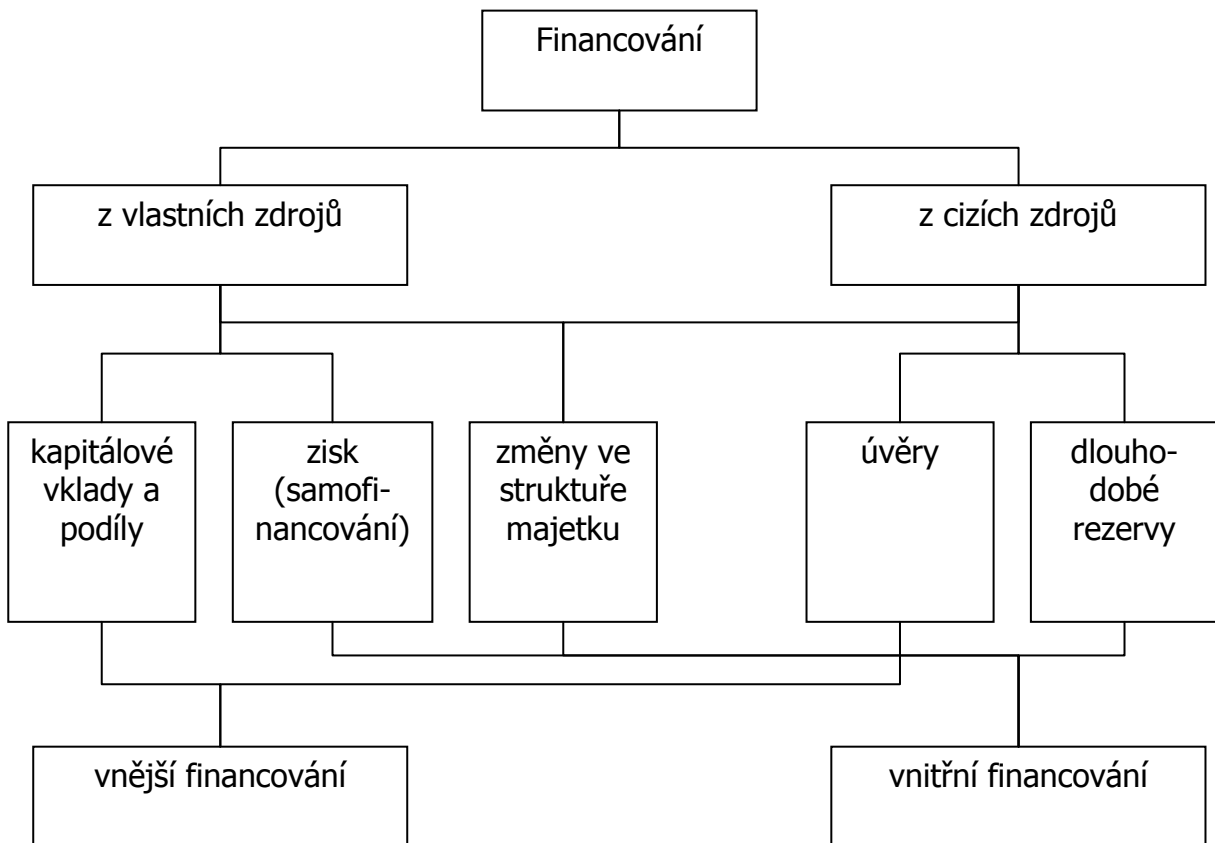 Financování
z vlastních zdrojů
z cizích zdrojů
kapitálové
vklady a
podíly
zisk
(samofi-
nancování)
změny ve
struktuře
majetku
úvěry
dlouho-
dobé
rezervy
vnější financování
vnitřní financování